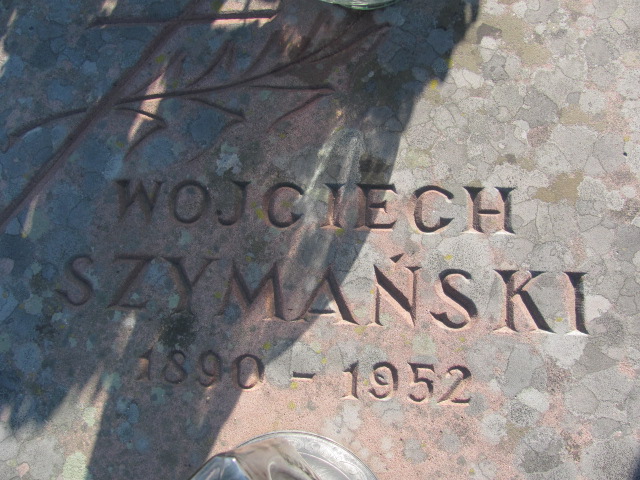 WOJCIECH
SZYMAŃSKI
1890 - 1952